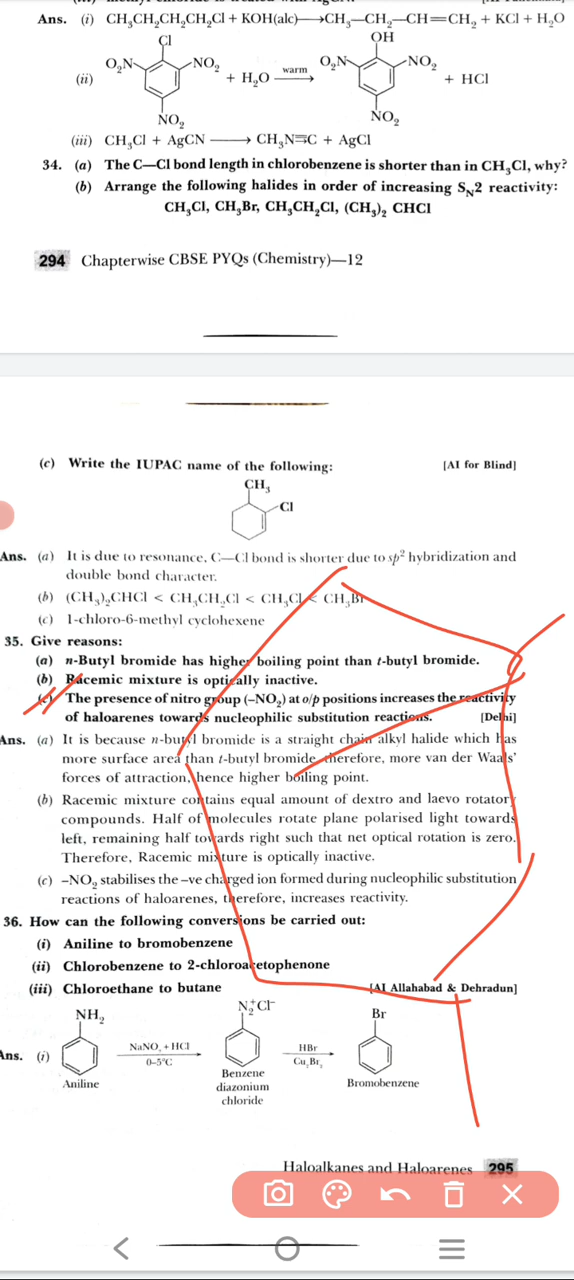 Ans. (i) CH₃CH₂CH₂CH₂Cl + KOH(alc)⟶CH₃—CH₂—CH=CH₂ + KCl + H₂O
Cl OH
O₂N NO₂ O₂N NO₂
(ii) + H₂O warm ⟶ + HCl
NO₂ NO₂
(iii) CH₃Cl + AgCN ⟶ CH₃N≡C + AgCl
34. (a) The C—Cl bond length in chlorobenzene is shorter than in CH₃Cl, why?
(b) Arrange the following halides in order of increasing Sₙ2 reactivity:
CH₃Cl, CH₃Br, CH₃CH₂Cl, (CH₃)₂ CHCl
294 Chapterwise CBSE PYQs (Chemistry)—12
(c) Write the IUPAC name of the following: [AI for Blind]
CH₃
Cl
Ans. (a) It is due to resonance, C—Cl bond is shorter due to sp² hybridization and
double bond character.
(b) (CH₃)₂CHCl < CH₃CH₂Cl < CH₃Cl < CH₃Br
(c) 1-chloro-6-methyl cyclohexene
35. Give reasons:
(a) n-Butyl bromide has higher boiling point than t-butyl bromide.
(b) Racemic mixture is optically inactive.
(c) The presence of nitro group (–NO₂) at o/p positions increases the reactivity
of haloarenes towards nucleophilic substitution reactions. [Delhi]
Ans. (a) It is because n-butyl bromide is a straight chain alkyl halide which has
more surface area than t-butyl bromide, therefore, more van der Waals'
forces of attraction, hence higher boiling point.
(b) Racemic mixture contains equal amount of dextro and laevo rotatory
compounds. Half of molecules rotate plane polarised light towards
left, remaining half towards right such that net optical rotation is zero.
Therefore, Racemic mixture is optically inactive.
(c) –NO₂ stabilises the –ve charged ion formed during nucleophilic substitution
reactions of haloarenes, therefore, increases reactivity.
36. How can the following conversions be carried out:
(i) Aniline to bromobenzene
(ii) Chlorobenzene to 2-chloroacetophenone
(iii) Chloroethane to butane [AI Allahabad & Dehradun]
NH₂ N₂⁺Cl⁻ Br
Ans. (i) NaNO₂ + HCl HBr
0–5°C Cu₂Br₂
Aniline Benzene Bromobenzene
diazonium
chloride
Haloalkanes and Haloarenes 295